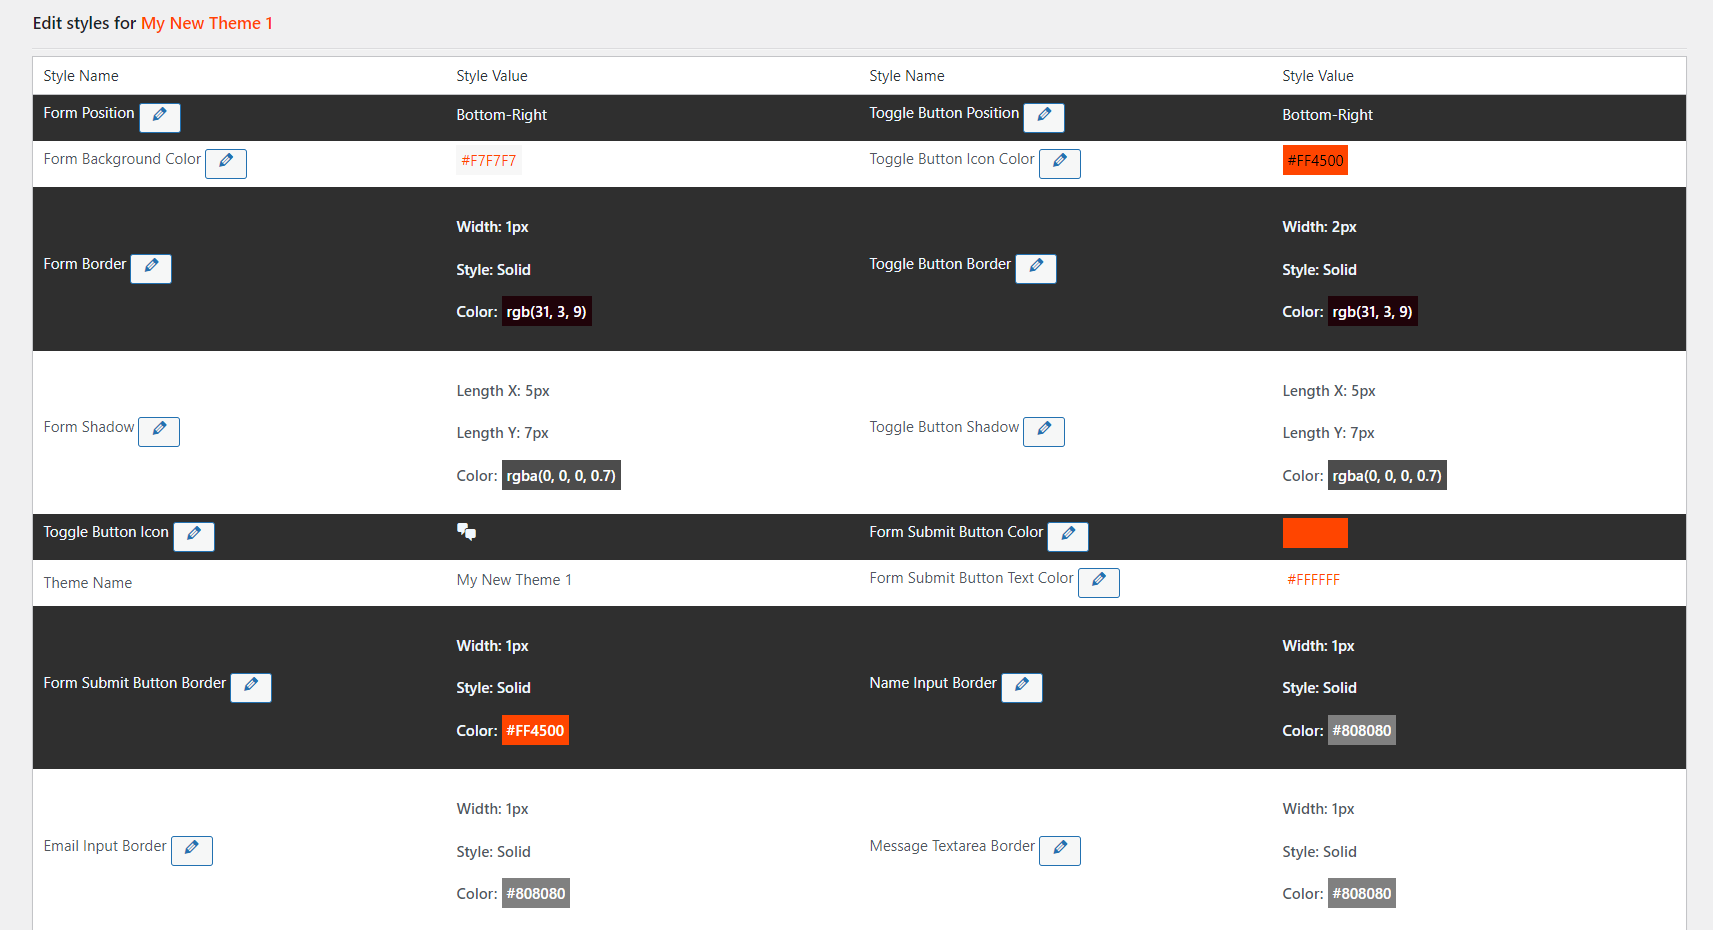 Edit styles for My New Theme 1
Style Name Style Value Style Name Style Value
Form Position Bottom-Right Toggle Button Position Bottom-Right
Form Background Color #F7F7F7 Toggle Button Icon Color #FF4500
Width: 1px Width: 2px
Form Border Style: Solid Toggle Button Border Style: Solid
Color: rgb(31, 3, 9) Color: rgb(31, 3, 9)
Length X: 5px Length X: 5px
Form Shadow Length Y: 7px Toggle Button Shadow Length Y: 7px
Color: rgba(0, 0, 0, 0.7) Color: rgba(0, 0, 0, 0.7)
Toggle Button Icon Form Submit Button Color
Theme Name My New Theme 1 Form Submit Button Text Color #FFFFFF
Width: 1px Width: 1px
Form Submit Button Border Style: Solid Name Input Border Style: Solid
Color: #FF4500 Color: #808080
Width: 1px Width: 1px
Email Input Border Style: Solid Message Textarea Border Style: Solid
Color: #808080 Color: #808080